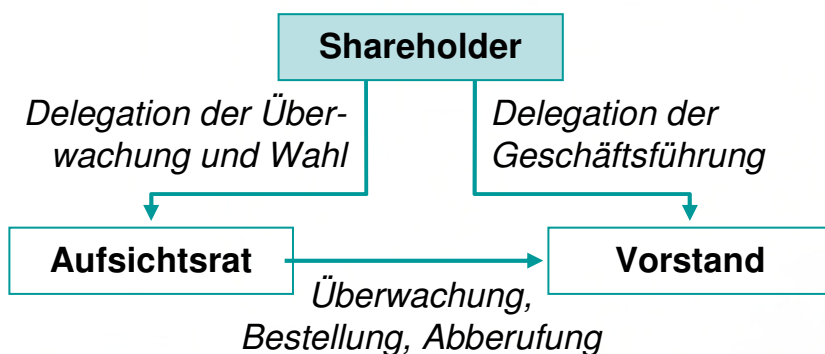 Shareholder
Delegation der Über-
wachung und Wahl
Delegation der
Geschäftsführung
Aufsichtsrat
Vorstand
Überwachung,
Bestellung, Abberufung